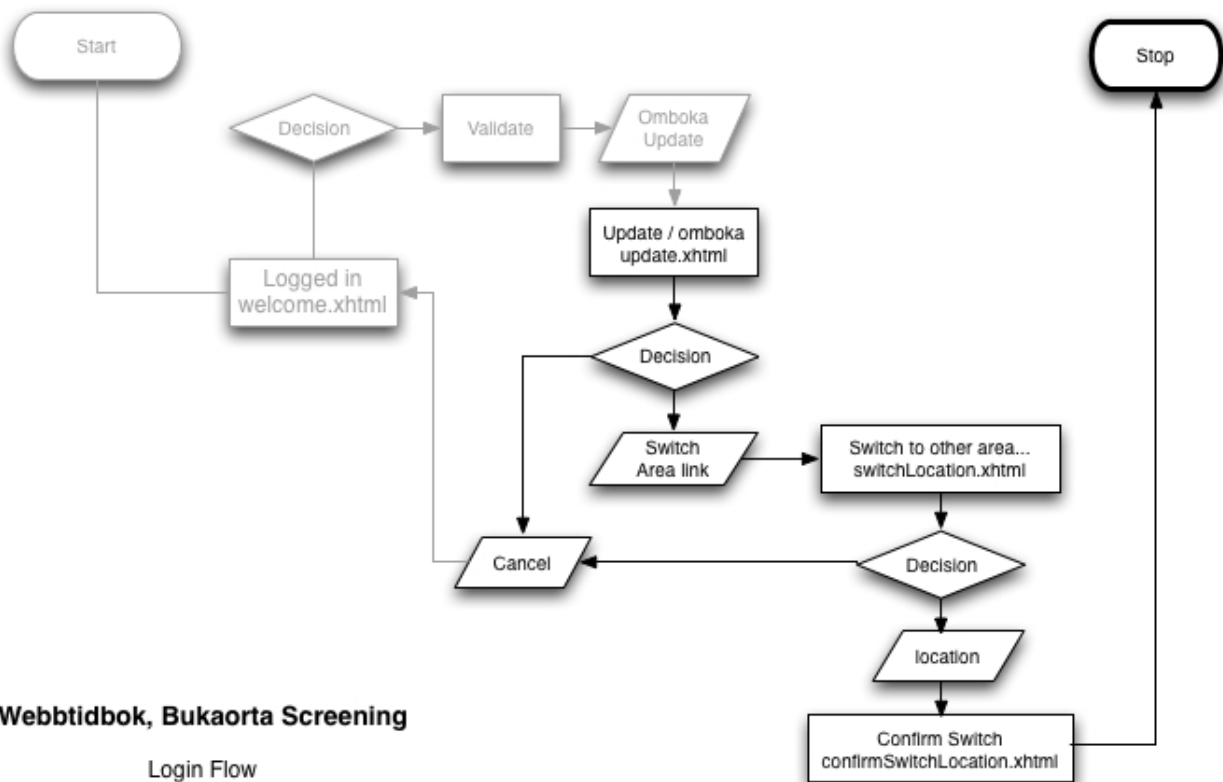 Start
Stop
Decision
Validate
Omboka
Update
Update / omboka
update.xhtml
Logged in
welcome.xhtml
Decision
Switch
Area link
Switch to other area...
switchLocation.xhtml
Cancel
Decision
location
Webbtidbok, Bukaorta Screening
Login Flow
Confirm Switch
confirmSwitchLocation.xhtml